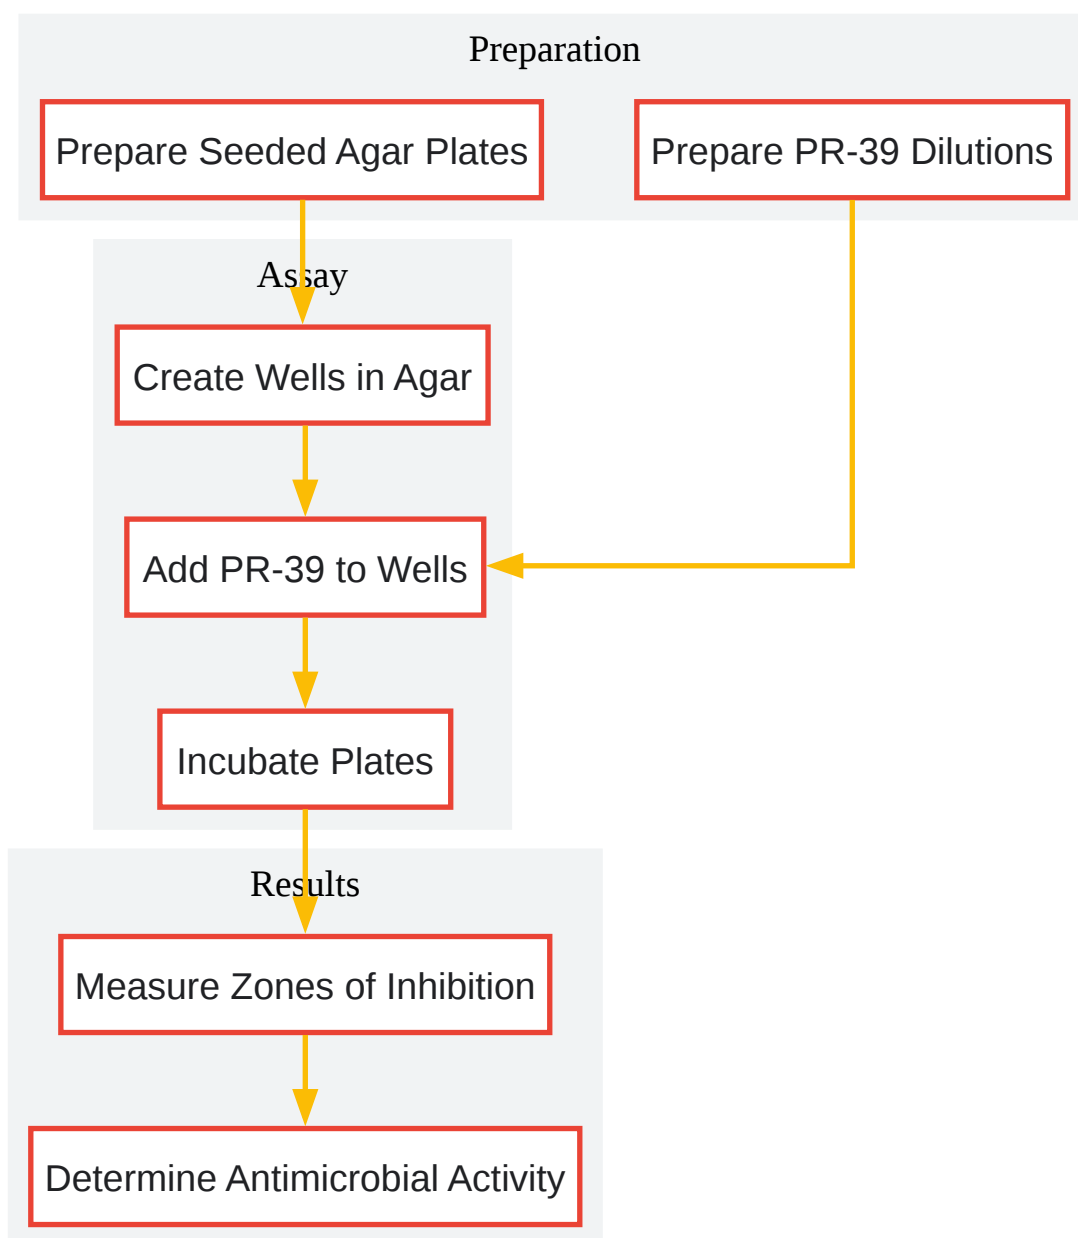 Preparation
Prepare Seeded Agar Plates
Prepare PR-39 Dilutions
Assay
Create Wells in Agar
Add PR-39 to Wells
Incubate Plates
Results
Measure Zones of Inhibition
Determine Antimicrobial Activity